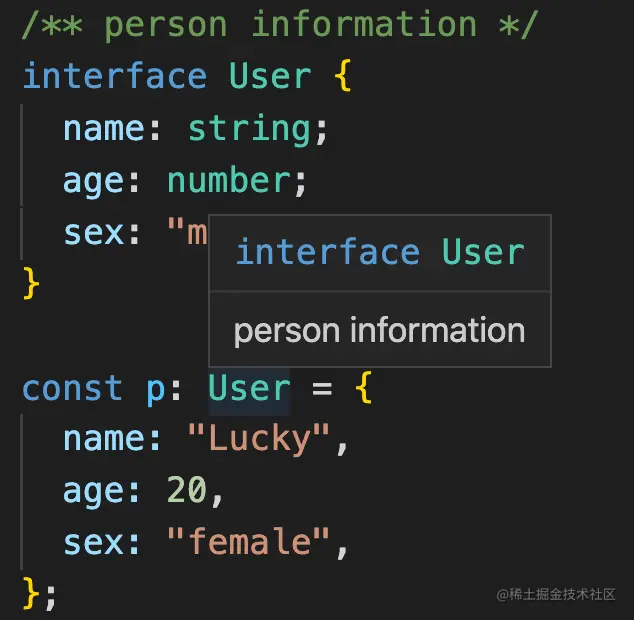 /** person information */
interface User {
name: string;
age: number;
sex: "m
interface User
person information
}
const p: User = {
name: "Lucky",
age: 20,
sex: "female",
};
@稀土掘金技术社区